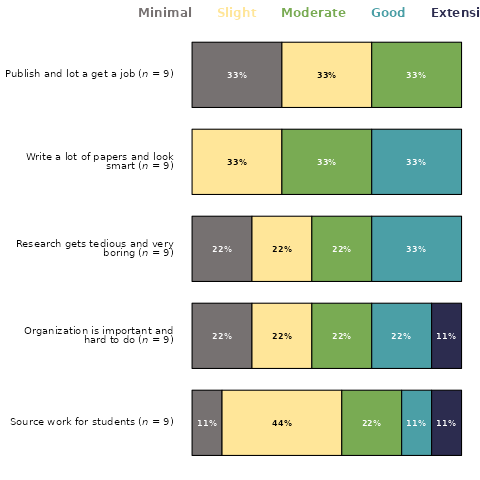 Minimal Slight Moderate Good Extensi
Publish and lot a get a job (n = 9) 33% 33% 33%
Write a lot of papers and look
smart (n = 9) 33% 33% 33%
Research gets tedious and very
boring (n = 9) 22% 22% 22% 33%
Organization is important and
hard to do (n = 9) 22% 22% 22% 22% 11%
Source work for students (n = 9) 11% 44% 22% 11% 11%